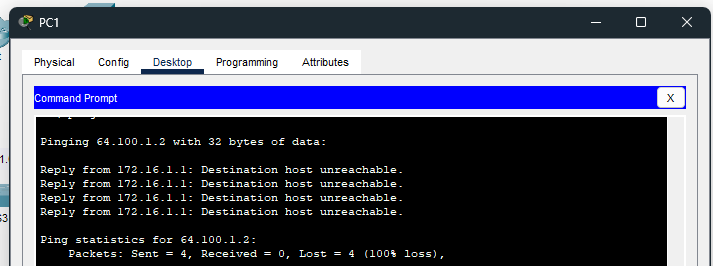 PC1
Physical Config Desktop Programming Attributes
Command Prompt X
Pinging 64.100.1.2 with 32 bytes of data:
Reply from 172.16.1.1: Destination host unreachable.
Reply from 172.16.1.1: Destination host unreachable.
Reply from 172.16.1.1: Destination host unreachable.
Reply from 172.16.1.1: Destination host unreachable.
Ping statistics for 64.100.1.2:
Packets: Sent = 4, Received = 0, Lost = 4 (100% loss),